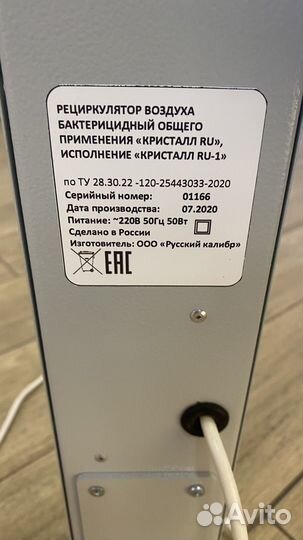 РЕЦИРКУЛЯТОР ВОЗДУХА
БАКТЕРИЦИДНЫЙ ОБЩЕГО
ПРИМЕНЕНИЯ «КРИСТАЛЛ RU»,
ИСПОЛНЕНИЕ «КРИСТАЛЛ RU-1»
по ТУ 28.30.22 -120-25443033-2020
Серийный номер: 01166
Дата производства: 07.2020
Питание: ~220В 50Гц 50Вт
Сделано в России
Изготовитель: ООО «Русский калибр»
EAC
Avito